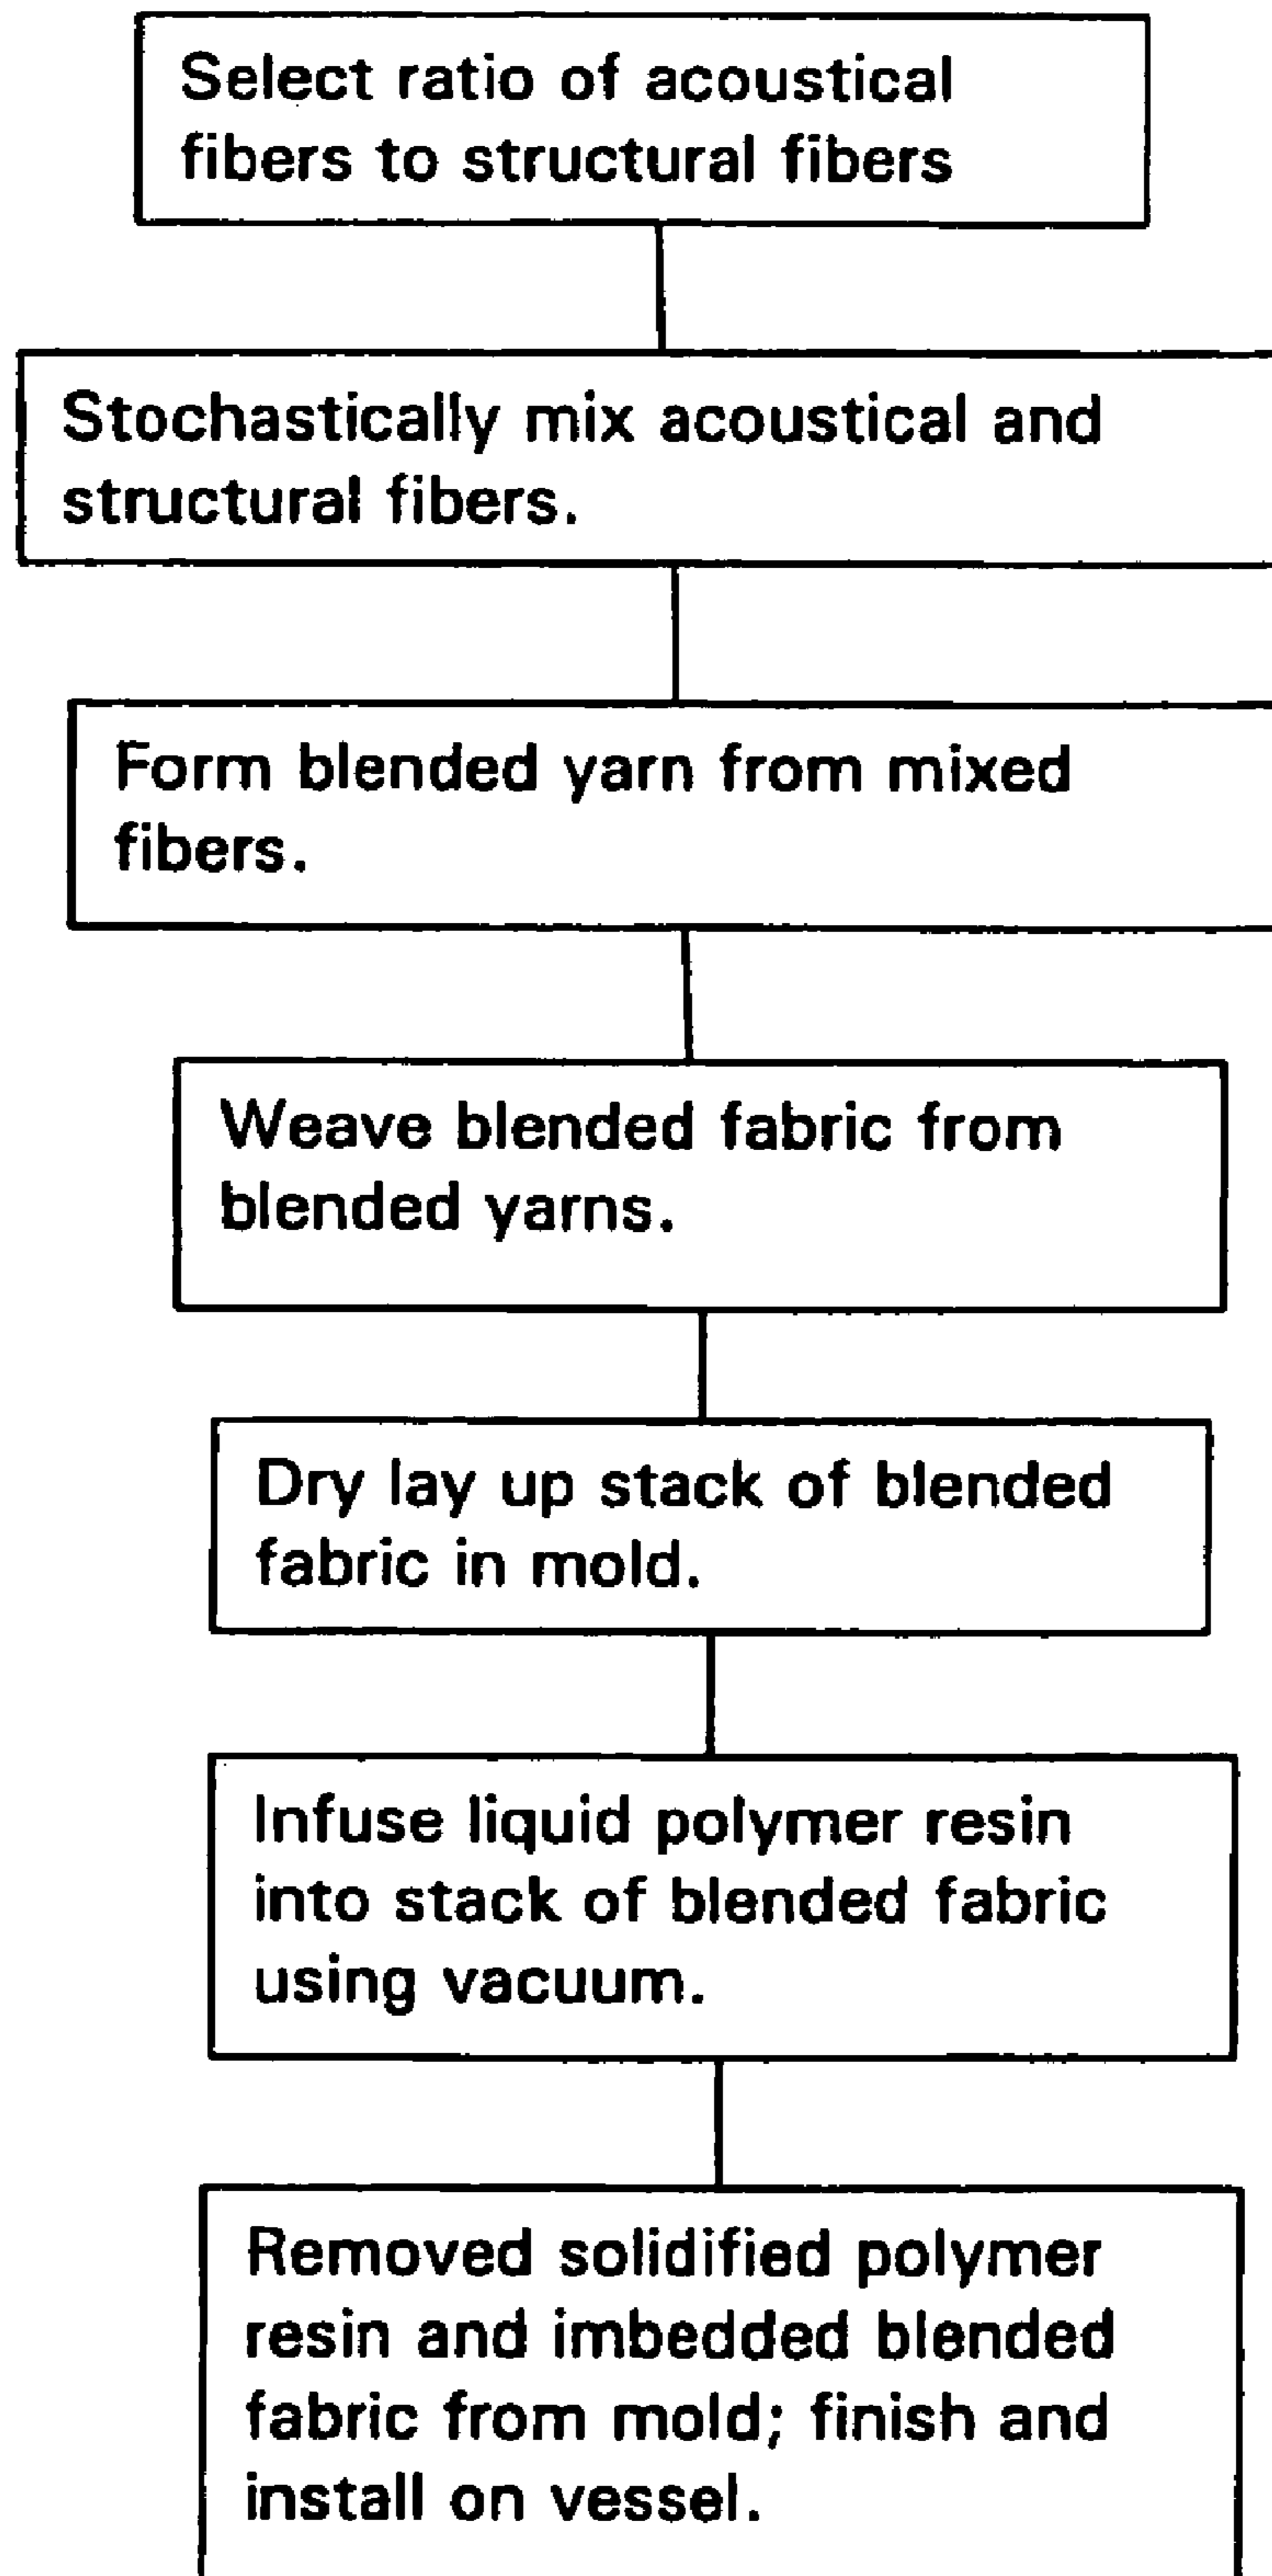 Select ratio of acoustical
fibers to structural fibers
Stochastically mix acoustical and
structural fibers.
Form blended yarn from mixed
fibers.
Weave blended fabric from
blended yarns.
Dry lay up stack of blended
fabric in mold.
Infuse liquid polymer resin
into stack of blended fabric
using vacuum.
Removed solidified polymer
resin and imbedded blended
fabric from mold; finish and
install on vessel.